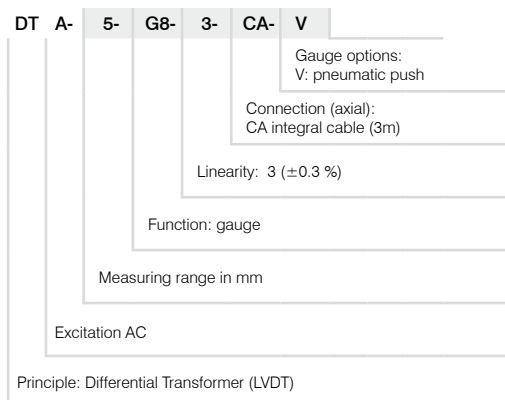 DT A- 5- G8- 3- CA- V
Gauge options:
V: pneumatic push
Connection (axial):
CA integral cable (3m)
Linearity: 3 (±0.3 %)
Function: gauge
Measuring range in mm
Excitation AC
Principle: Differential Transformer (LVDT)